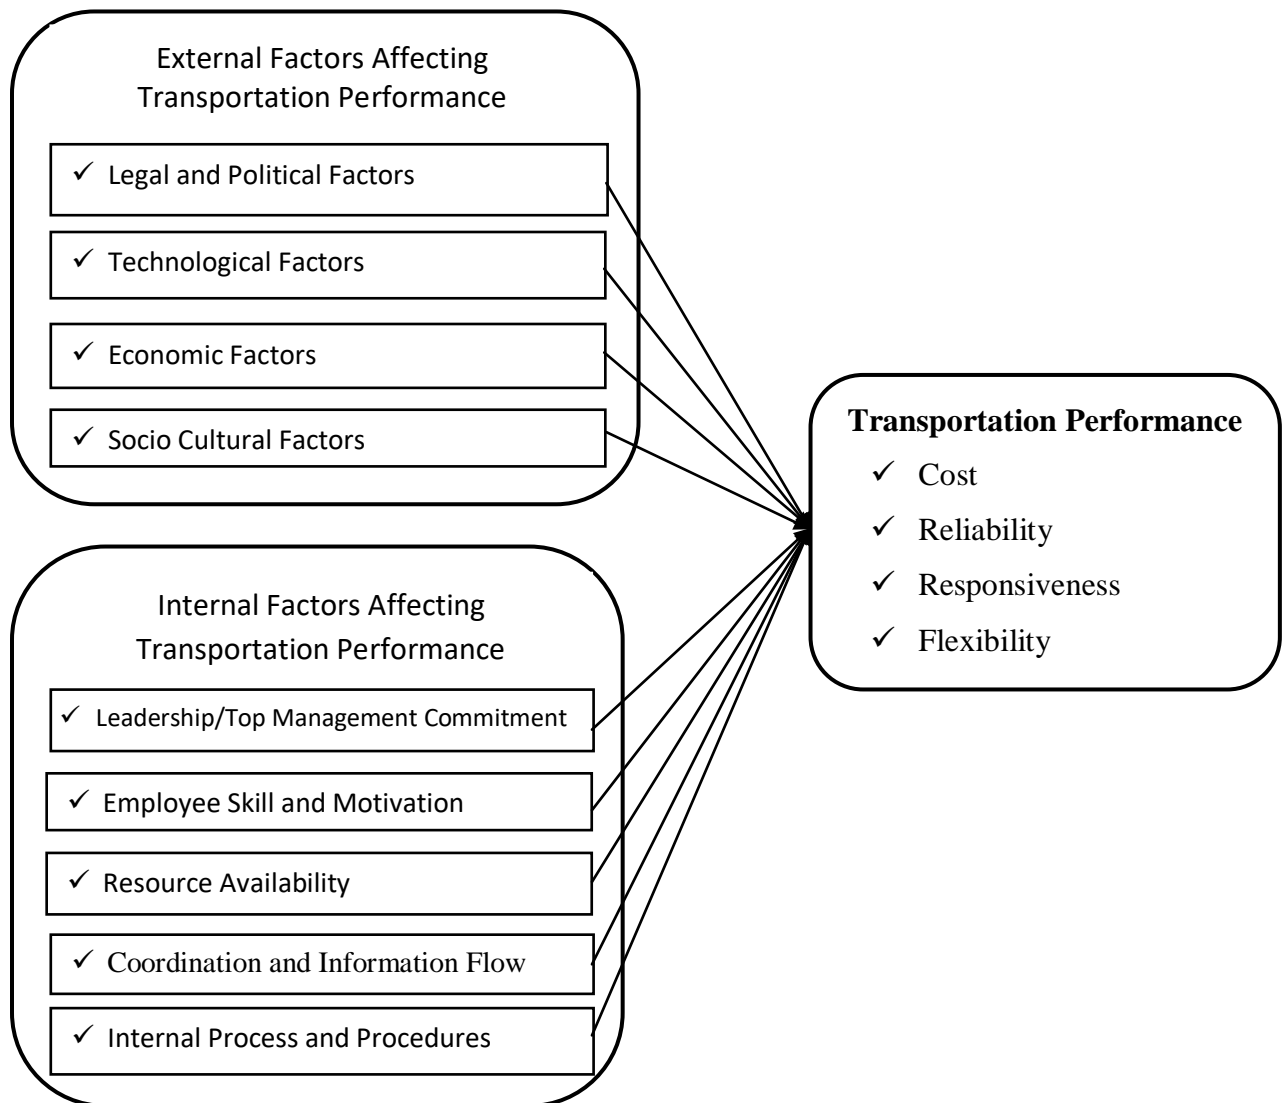 External Factors Affecting
Transportation Performance
✓ Legal and Political Factors
✓ Technological Factors
✓ Economic Factors
✓ Socio Cultural Factors
Internal Factors Affecting
Transportation Performance
✓ Leadership/Top Management Commitment
✓ Employee Skill and Motivation
✓ Resource Availability
✓ Coordination and Information Flow
✓ Internal Process and Procedures
Transportation Performance
✓ Cost
✓ Reliability
✓ Responsiveness
✓ Flexibility